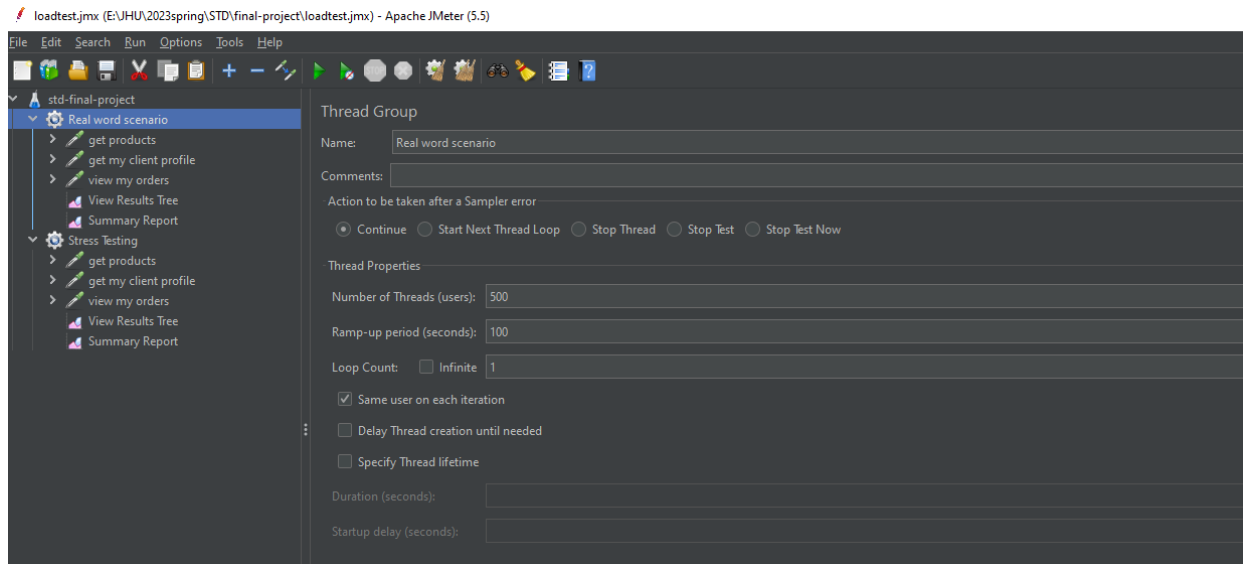 loadtest.jmx (E:\JHU\2023spring\STD\final-project\loadtest.jmx) - Apache JMeter (5.5)
File Edit Search Run Options Tools Help
STOP
std-final-project
Real word scenario
get products
get my client profile
view my orders
View Results Tree
Summary Report
Stress Testing
get products
get my client profile
view my orders
View Results Tree
Summary Report
Thread Group
Name: Real word scenario
Comments:
Action to be taken after a Sampler error
Continue Start Next Thread Loop Stop Thread Stop Test Stop Test Now
Thread Properties
Number of Threads (users): 500
Ramp-up period (seconds): 100
Loop Count: Infinite 1
Same user on each iteration
Delay Thread creation until needed
Specify Thread lifetime
Duration (seconds):
Startup delay (seconds):